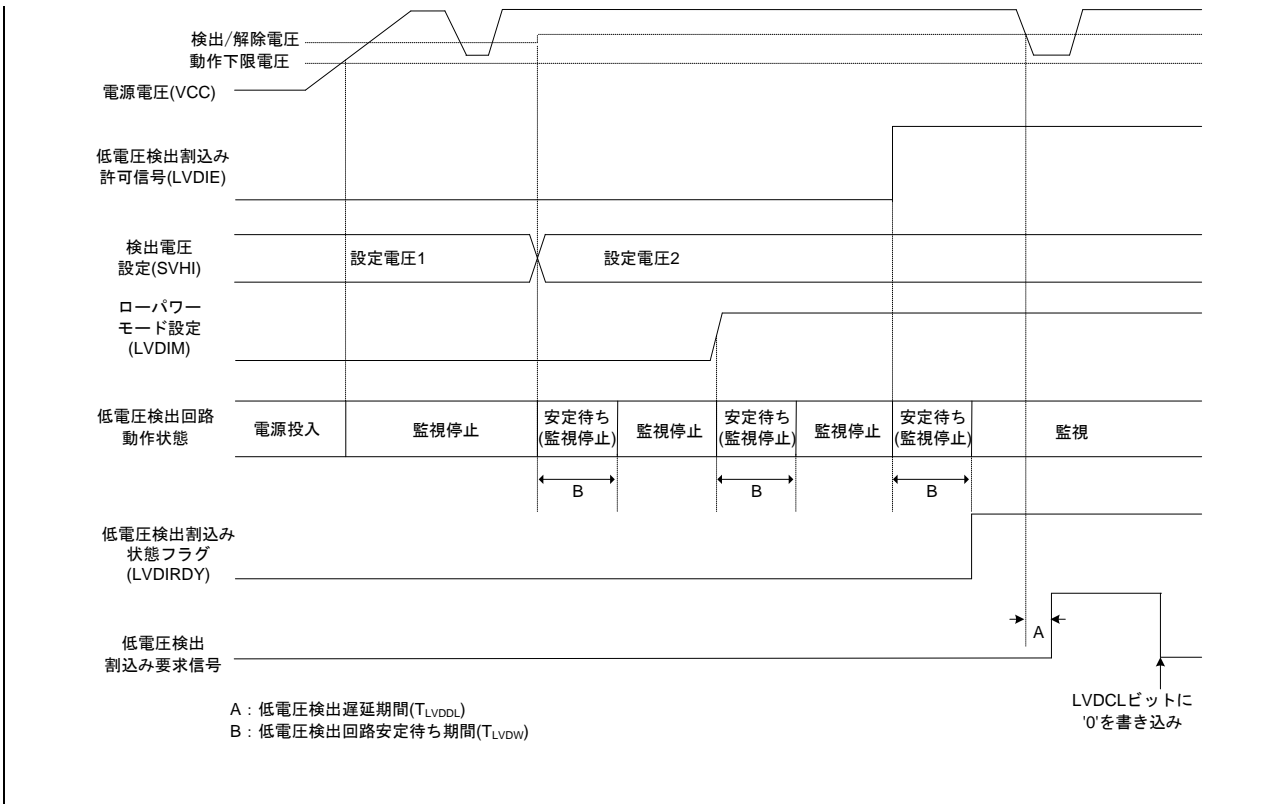 検出/解除電圧
動作下限電圧
電源電圧(VCC)
低電圧検出割込み
許可信号(LVDIE)
検出電圧
設定(SVHI)
設定電圧1
設定電圧2
ローパワー
モード設定
(LVDIM)
低電圧検出回路
動作状態
電源投入
監視停止
安定待ち
(監視停止)
監視停止
安定待ち
(監視停止)
監視停止
安定待ち
(監視停止)
監視
B
B
B
低電圧検出割込み
状態フラグ
(LVDIRDY)
A
低電圧検出
割込み要求信号
LVDCLビットに
'0'を書き込み
A：低電圧検出遅延期間(TLVDDL)
B：低電圧検出回路安定待ち期間(TLVDW)